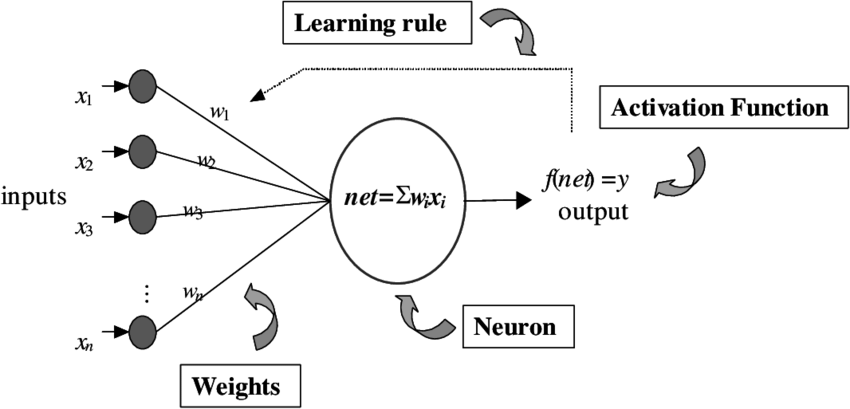 Learning rule
Activation Function
x1
w1
x2
w2
inputs
net=Σwixi
f(net) =y
output
x3
w3
⋮
wn
xn
Neuron
Weights